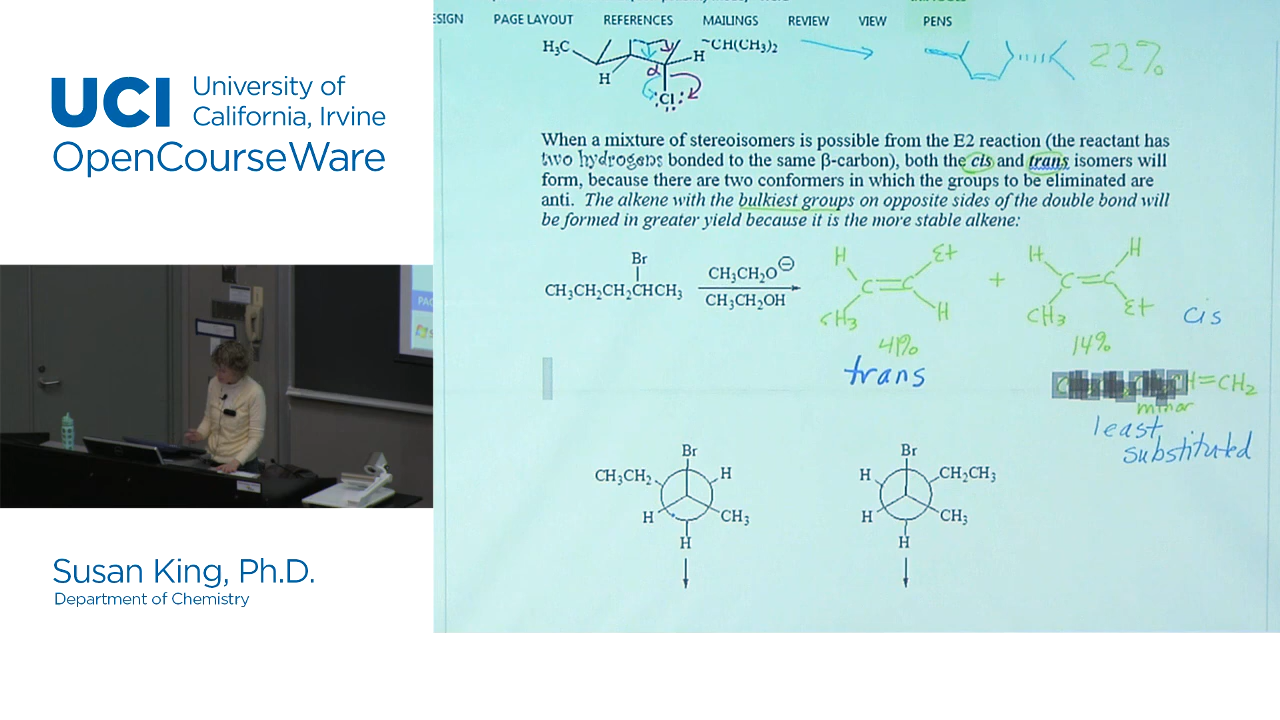 UCI University of
California, Irvine
OpenCourseWare
Susan King, Ph.D.
Department of Chemistry
PAGE LAYOUT REFERENCES MAILINGS REVIEW VIEW PENS
H₃C H α H CH(CH₃)₂ Cl 22%
When a mixture of stereoisomers is possible from the E2 reaction (the reactant has
two hydrogens bonded to the same β-carbon), both the cis and trans isomers will
form, because there are two conformers in which the groups to be eliminated are
anti. The alkene with the bulkiest groups on opposite sides of the double bond will
be formed in greater yield because it is the more stable alkene:
Br
CH₃CH₂CH₂CHCH₃
CH₃CH₂O⊖
CH₃CH₂OH
H Et
C=C
CH₃ H
41%
trans
+
H H
C=C
CH₃ Et
14%
cis
H=CH₂
minor
least
substituted
Br
CH₃CH₂ H
H CH₃
H
Br
H CH₂CH₃
H CH₃
H